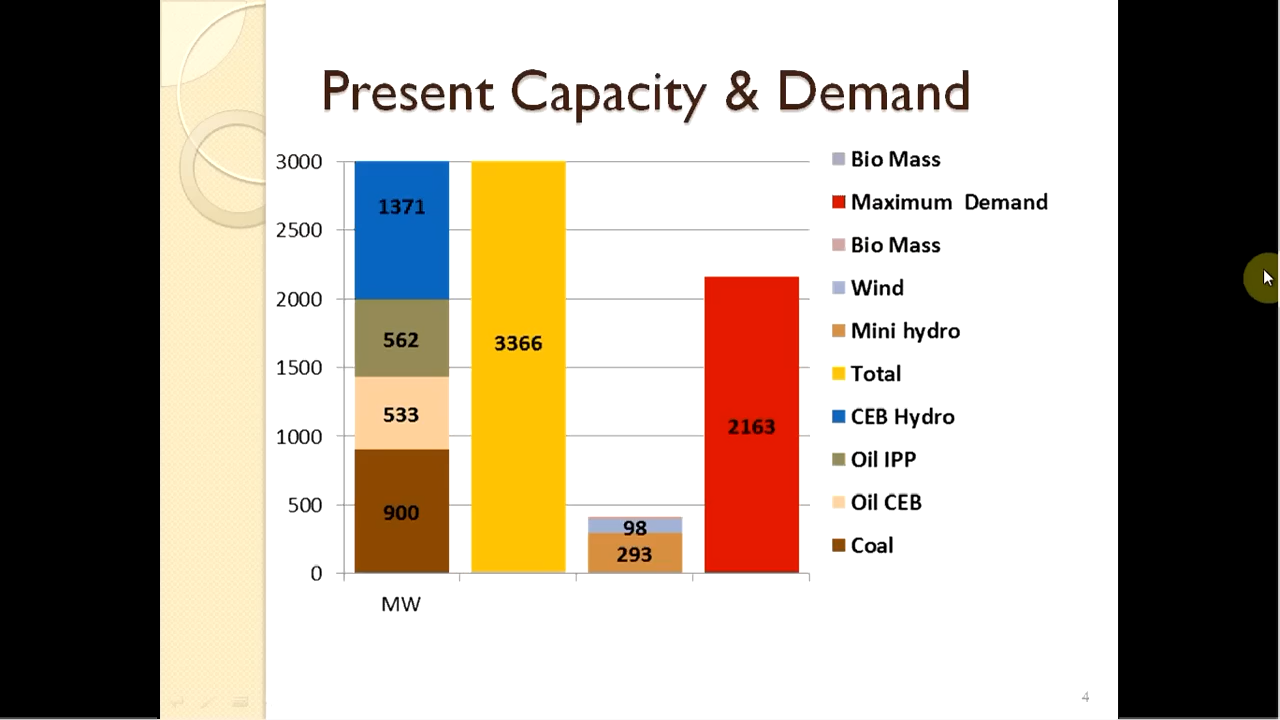 Present Capacity & Demand
3000
2500
2000
1500
1000
500
0
1371
562
533
900
3366
98
293
2163
MW
Bio Mass
Maximum Demand
Bio Mass
Wind
Mini hydro
Total
CEB Hydro
Oil IPP
Oil CEB
Coal
4